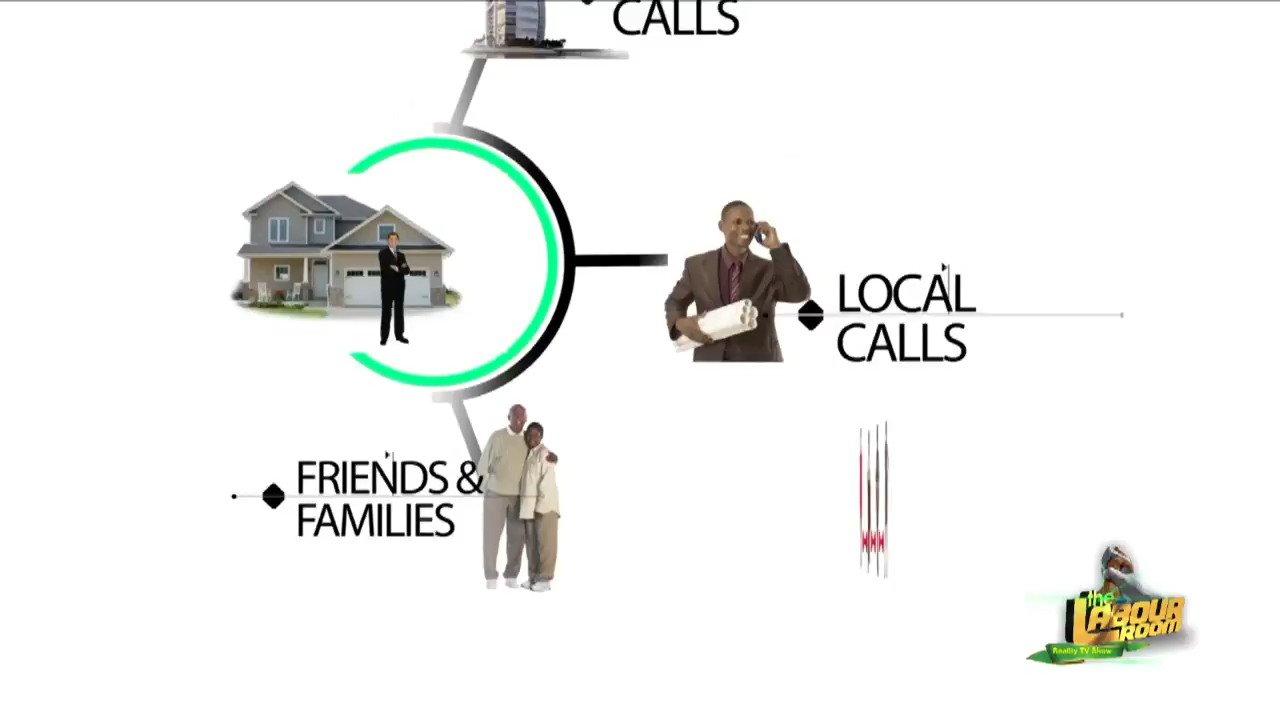 CALLS
LOCAL
CALLS
FRIENDS &
FAMILIES
the
LABOUR
ROOM
Reality TV Show